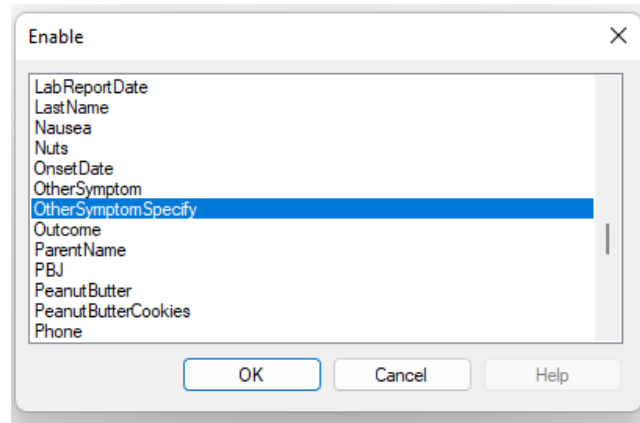 Enable
LabReportDate
LastName
Nausea
Nuts
OnsetDate
OtherSymptom
OtherSymptomSpecify
Outcome
ParentName
PBJ
PeanutButter
PeanutButterCookies
Phone
OK Cancel Help